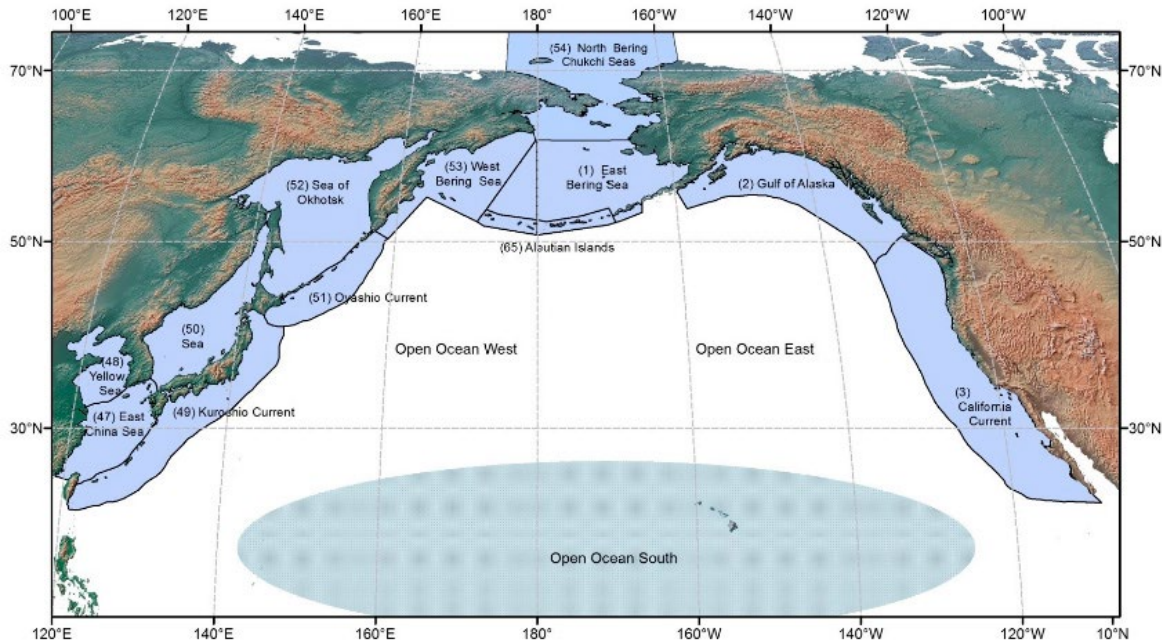 100°E 120°E 140°E 160°E 180° 160°W 140°W 120°W 100°W
(54) North Bering
Chukchi Seas
70°N 70°N
(53) West
Bering Sea
(1) East
Bering Sea
(52) Sea of
Okhotsk
(2) Gulf of Alaska
50°N 50°N
(65) Alautian Islands
(51) Oyashio Current
(50)
Sea
Open Ocean West
Open Ocean East
(48)
Yellow
Sea
(3)
California
Current
(47) East
China Sea
(49) Kuroshio Current
30°N 30°N
Open Ocean South
120°E 140°E 160°E 180° 160°W 140°W 120°W